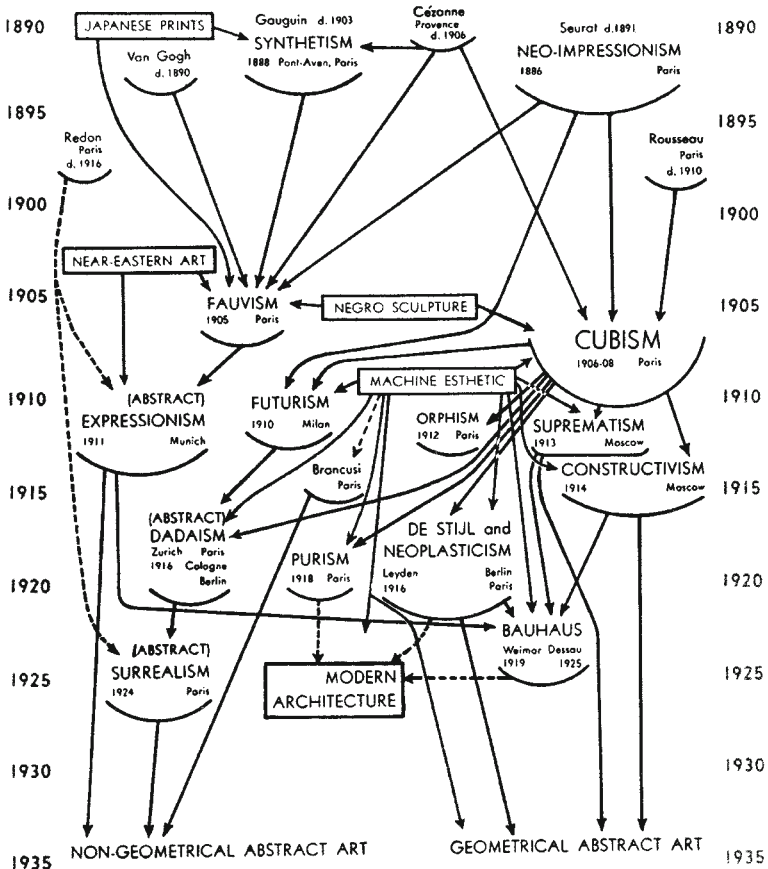 1890
JAPANESE PRINTS
Gauguin d. 1903
SYNTHETISM
1888 Pont-Aven, Paris
Cézanne
Provence
d. 1906
Seurat d.1891
NEO-IMPRESSIONISM
1886 Paris
1890
Van Gogh
d. 1890
1895
1895
Redon
Paris
d. 1916
Rousseau
Paris
d. 1910
1900
1900
NEAR-EASTERN ART
1905
FAUVISM
1905 Paris
NEGRO SCULPTURE
1905
CUBISM
1906-08 Paris
1910
MACHINE ESTHETIC
1910
(ABSTRACT)
EXPRESSIONISM
1911 Munich
FUTURISM
1910 Milan
ORPHISM
1912 Paris
SUPREMATISM
1913 Moscow
Brancusi
Paris
CONSTRUCTIVISM
1914 Moscow
1915
1915
(ABSTRACT)
DADAISM
Zurich Paris
1916 Cologne
Berlin
PURISM
1918 Paris
DE STIJL and
NEOPLASTICISM
Leyden Berlin
1916 Paris
1920
1920
BAUHAUS
Weimar Dessau
1919 1925
(ABSTRACT)
SURREALISM
1924 Paris
1925
MODERN
ARCHITECTURE
1925
1930
1930
NON-GEOMETRICAL ABSTRACT ART
GEOMETRICAL ABSTRACT ART
1935
1935